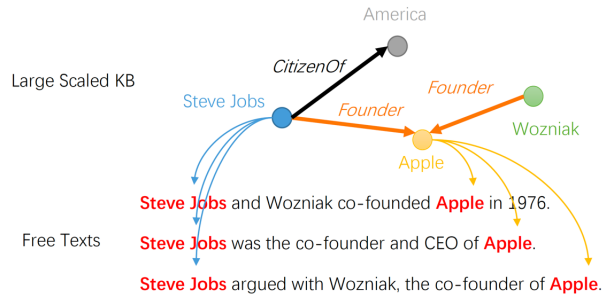 America
CitizenOf
Large Scaled KB
Steve Jobs
Founder
Founder
Wozniak
Apple
Steve Jobs and Wozniak co-founded Apple in 1976.
Free Texts
Steve Jobs was the co-founder and CEO of Apple.
Steve Jobs argued with Wozniak, the co-founder of Apple.